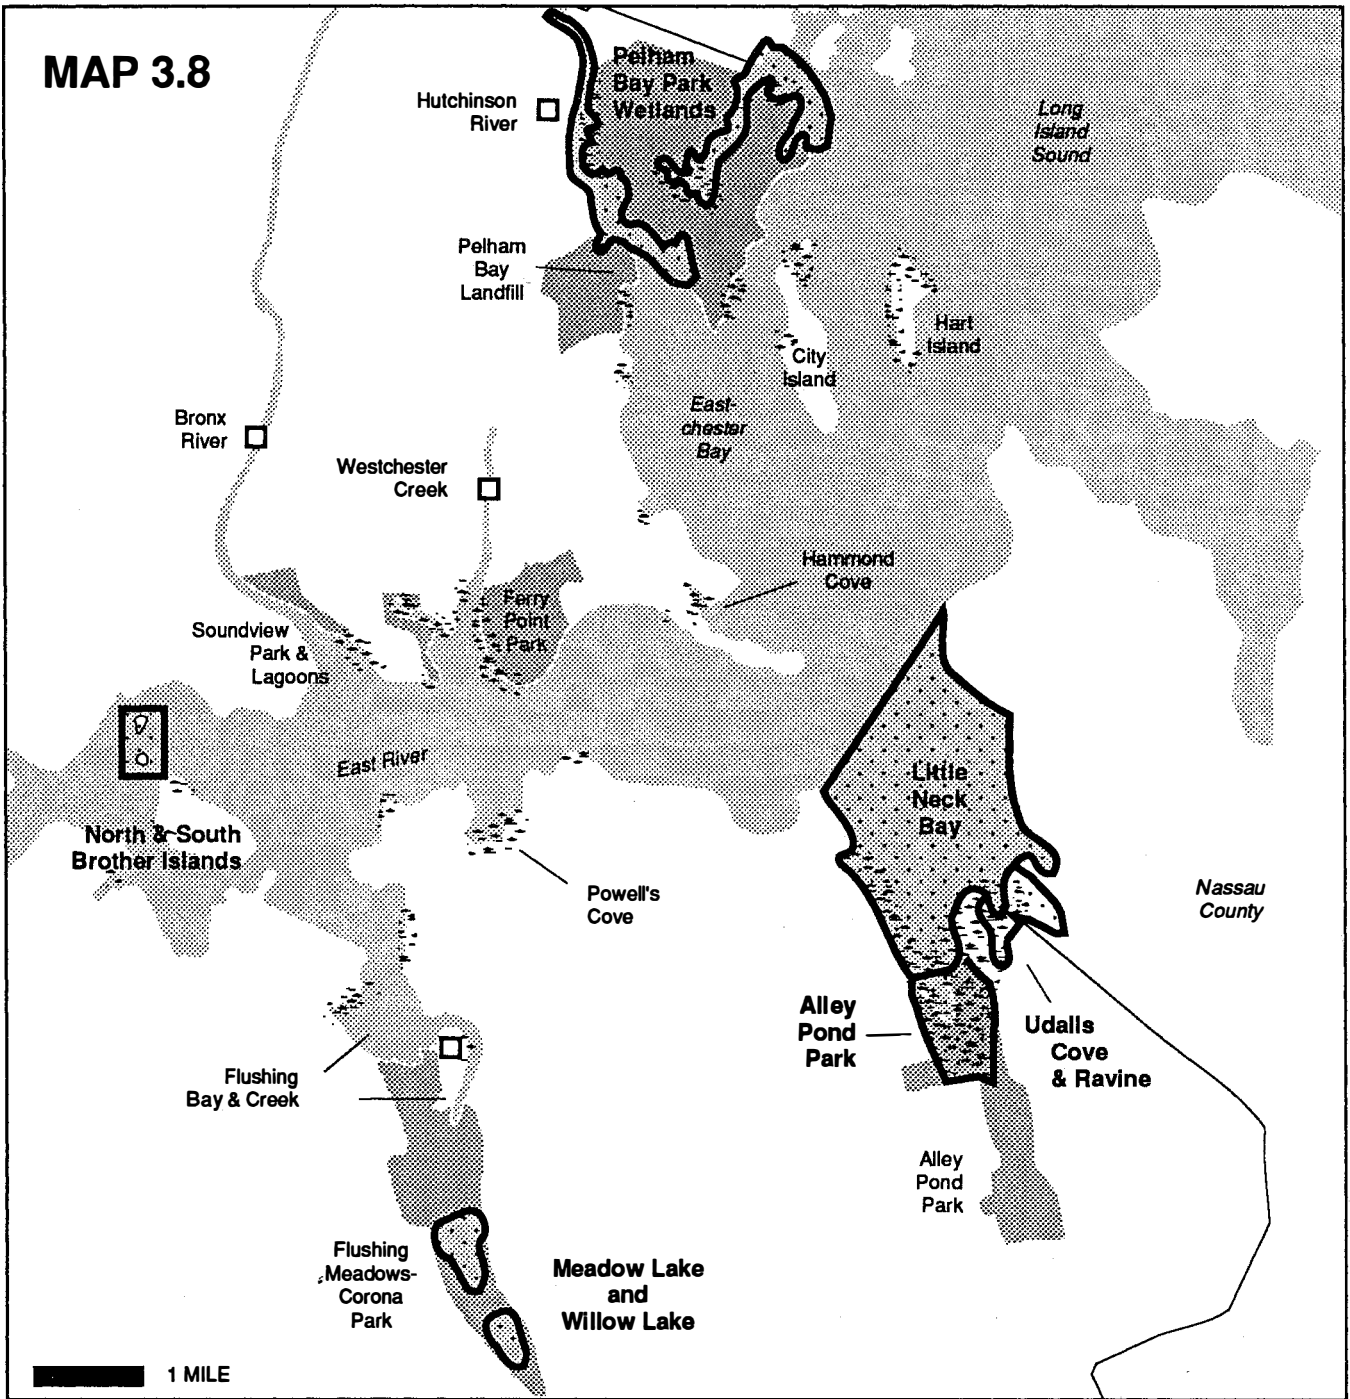 MAP 3.8
Pelham
Bay Park
Wetlands
Hutchinson
River
Long
Island
Sound
Pelham
Bay
Landfill
Hart
Island
City
Island
East-
chester
Bay
Bronx
River
Westchester
Creek
Hammond
Cove
Ferry
Point
Park
Soundview
Park &
Lagoons
East River
Little
Neck
Bay
North & South
Brother Islands
Powell's
Cove
Nassau
County
Alley
Pond
Park
Udalls
Cove
& Ravine
Flushing
Bay & Creek
Alley
Pond
Park
Flushing
Meadows-
Corona
Park
Meadow Lake
and
Willow Lake
1 MILE